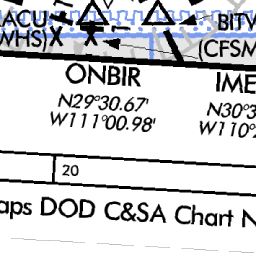 ACU
BITV
WHS)
(CFSM
ONBIR
IME
N29°30.67'
N30°3
W111°00.98'
W110°
20
aps DOD C&SA Chart N